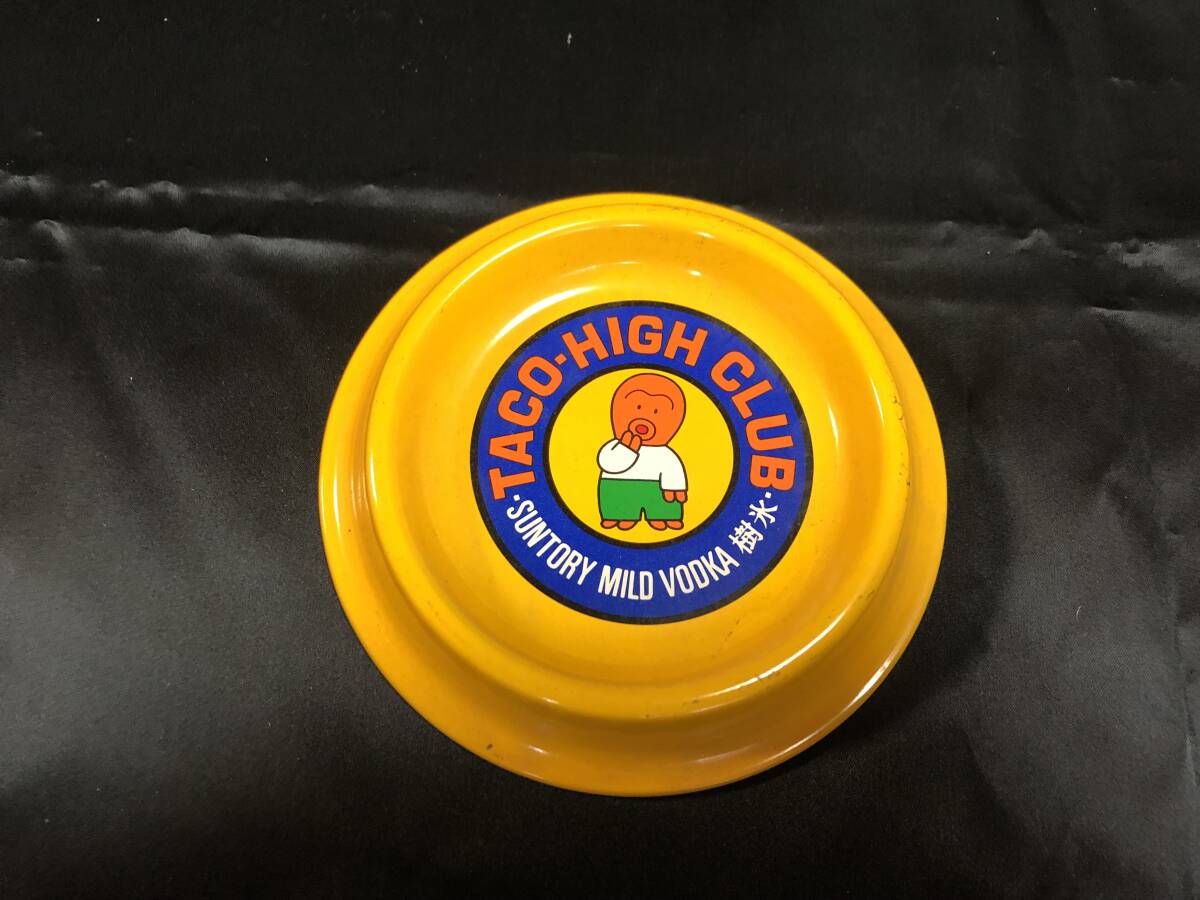 TACO-HIGH CLUB
·SUNTORY MILD VODKA 樹氷·